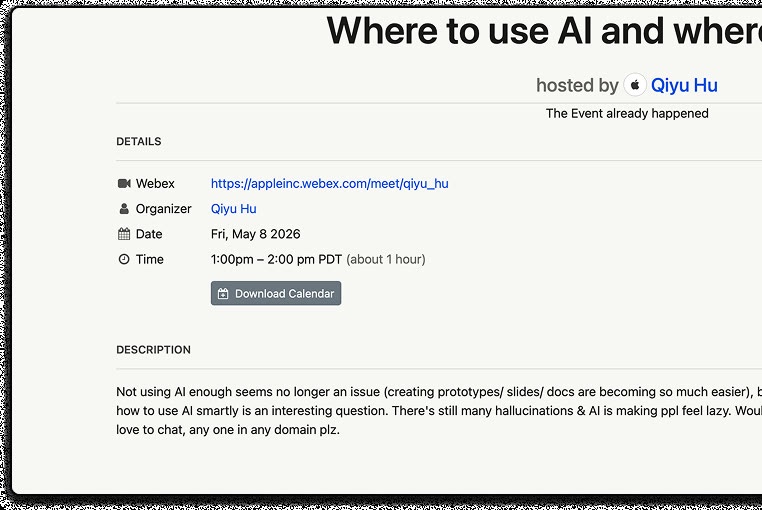 Where to use AI and where
hosted by Qiyu Hu
The Event already happened
DETAILS
Webex https://appleinc.webex.com/meet/qiyu_hu
Organizer Qiyu Hu
Date Fri, May 8 2026
Time 1:00pm – 2:00 pm PDT (about 1 hour)
Download Calendar
DESCRIPTION
Not using AI enough seems no longer an issue (creating prototypes/ slides/ docs are becoming so much easier), b
how to use AI smartly is an interesting question. There's still many hallucinations & AI is making ppl feel lazy. Woul
love to chat, any one in any domain plz.